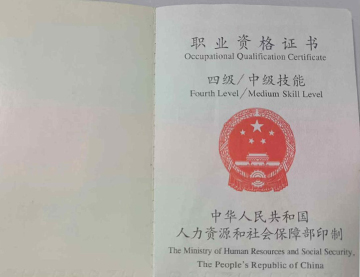 职业资格证书
Occupational Qualification Certificate
四级/中级技能
Fourth Level/Medium Skill Level
中华人民共和国
人力资源和社会保障部印制
The Ministry of Human Resources and Social Security,
The People's Republic of China